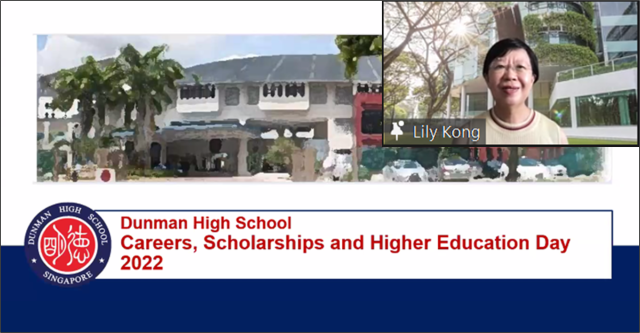 Lily Kong
DUNMAN HIGH SCHOOL
SINGAPORE
Dunman High School
Careers, Scholarships and Higher Education Day
2022